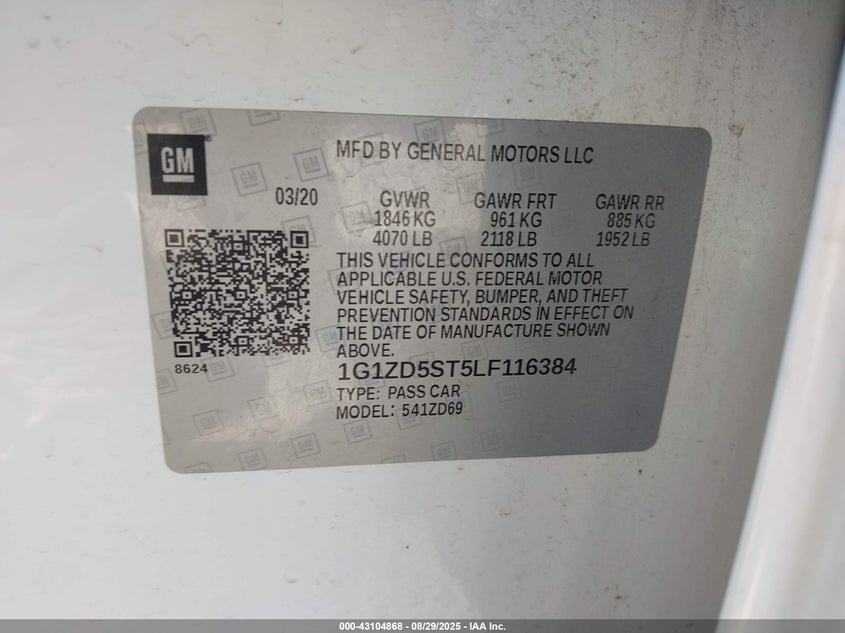 GM
MFD BY GENERAL MOTORS LLC
03/20
GVWR GAWR FRT GAWR RR
1846 KG 961 KG 885 KG
4070 LB 2118 LB 1952 LB
THIS VEHICLE CONFORMS TO ALL
APPLICABLE U.S. FEDERAL MOTOR
VEHICLE SAFETY, BUMPER, AND THEFT
PREVENTION STANDARDS IN EFFECT ON
THE DATE OF MANUFACTURE SHOWN
ABOVE.
8624
1G1ZD5ST5LF116384
TYPE: PASS CAR
MODEL: 541ZD69
000-43104868 - 08/29/2025 - IAA Inc.